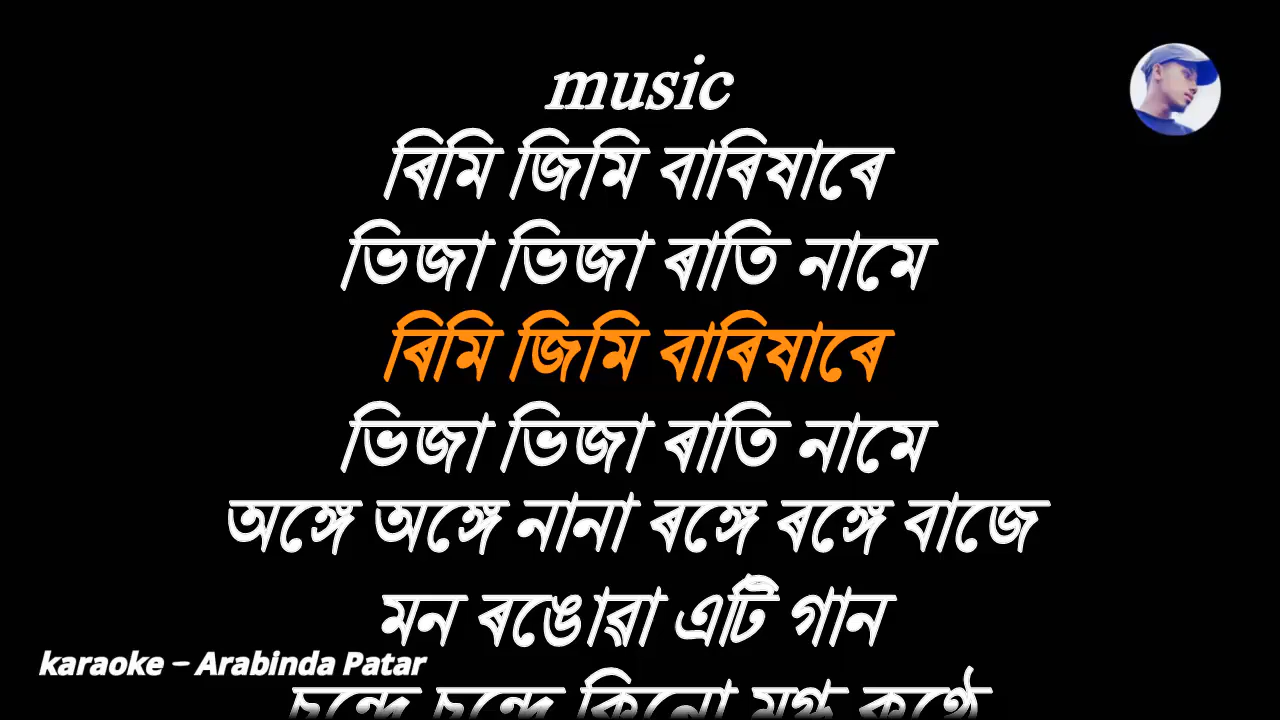 music
ৰিমি জিমি বাৰিষাৰে
ভিজা ভিজা ৰাতি নামে
ৰিমি জিমি বাৰিষাৰে
ভিজা ভিজা ৰাতি নামে
অঙ্গে অঙ্গে নানা ৰঙ্গে ৰঙ্গে বাজে
মন ৰঙোৱা এটি গান
karaoke - Arabinda Patar